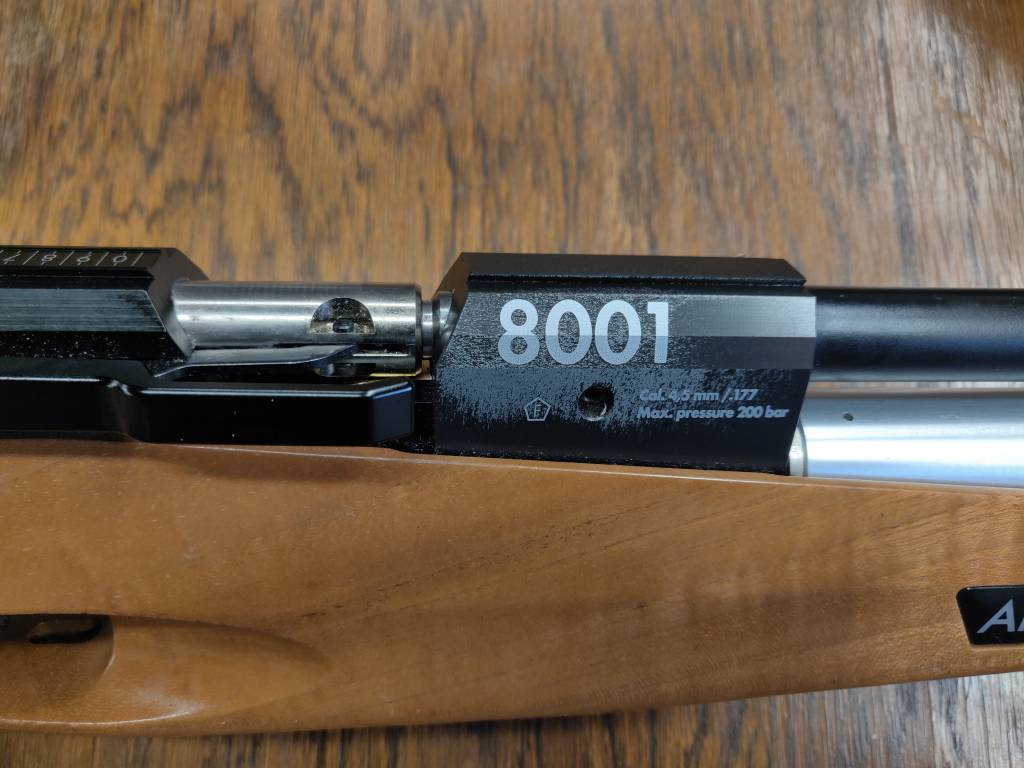 8001
F
Cal. 4,5 mm /.177
Max. pressure 200 bar